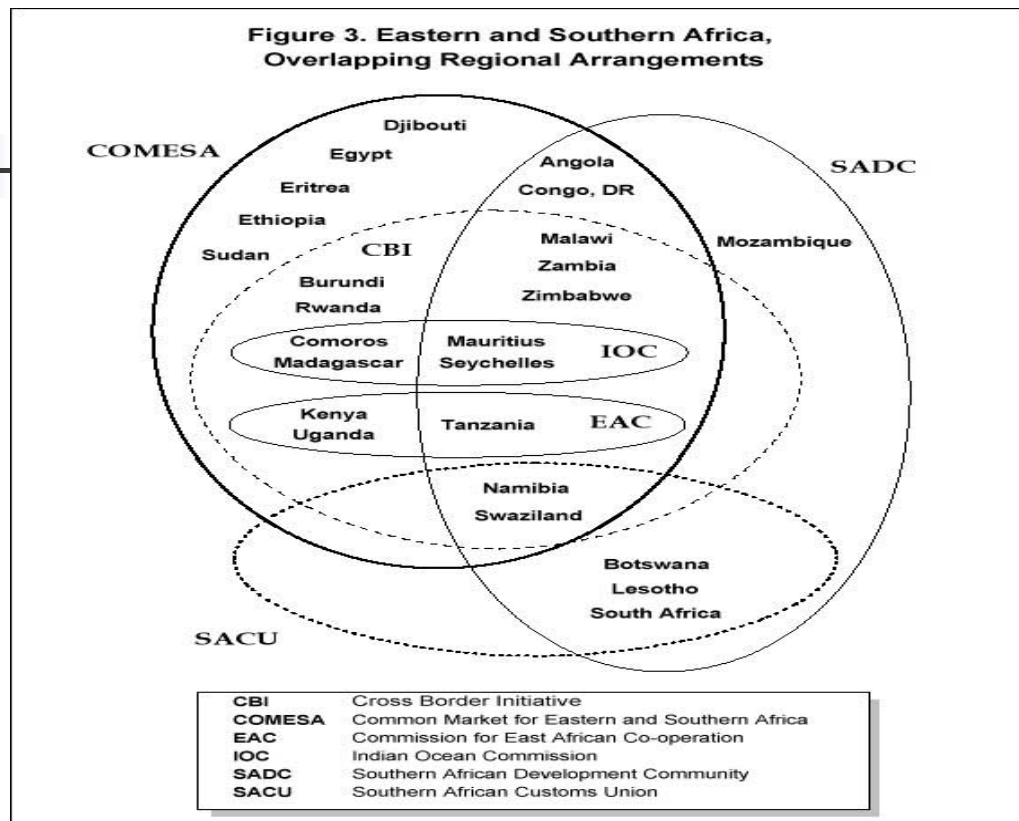 Figure 3. Eastern and Southern Africa,
Overlapping Regional Arrangements
COMESA
SADC
Djibouti
Egypt
Eritrea
Ethiopia
Sudan
Angola
Congo, DR
Mozambique
CBI
Malawi
Zambia
Zimbabwe
Burundi
Rwanda
Comoros
Madagascar
Mauritius
Seychelles
IOC
Kenya
Uganda
Tanzania
EAC
Namibia
Swaziland
Botswana
Lesotho
South Africa
SACU
CBI Cross Border Initiative
COMESA Common Market for Eastern and Southern Africa
EAC Commission for East African Co-operation
IOC Indian Ocean Commission
SADC Southern African Development Community
SACU Southern African Customs Union